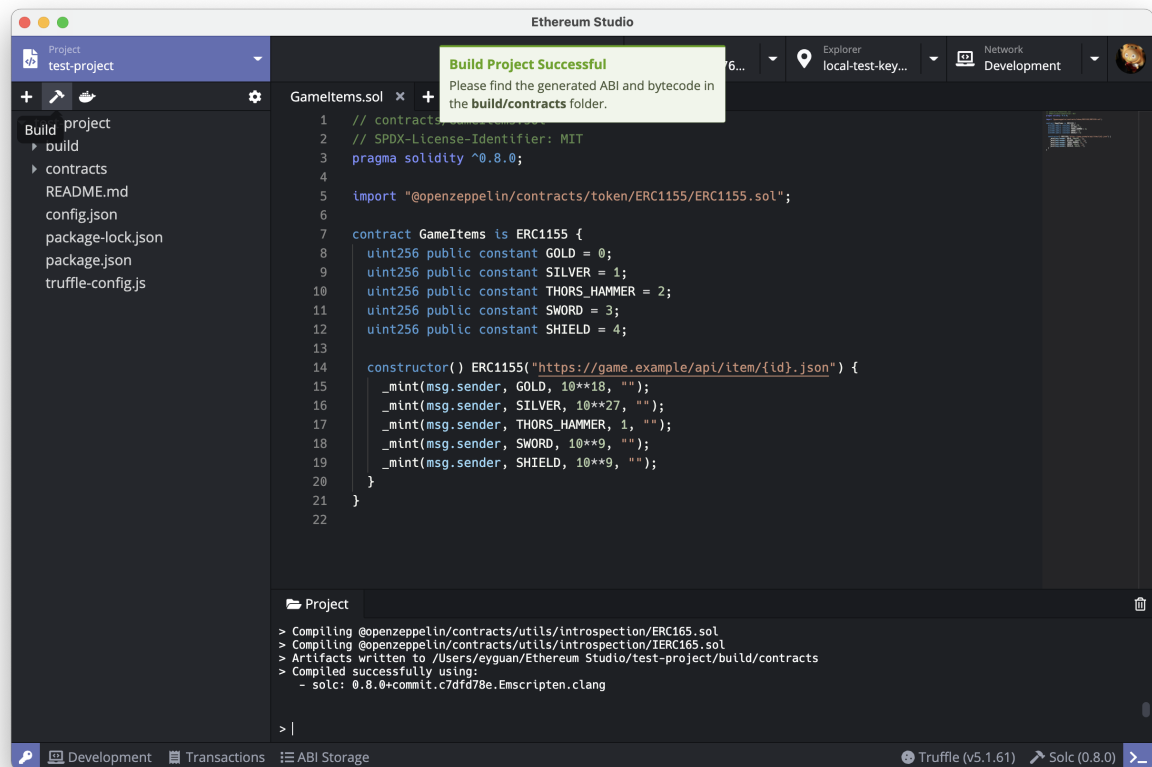 Ethereum Studio
Project
test-project
Build Project Successful
Please find the generated ABI and bytecode in
the build/contracts folder.
Explorer
local-test-key...
Network
Development
Build
project
build
contracts
README.md
config.json
package-lock.json
package.json
truffle-config.js
GameItems.sol
1 // contracts/GameItems.sol
2 // SPDX-License-Identifier: MIT
3 pragma solidity ^0.8.0;
4
5 import "@openzeppelin/contracts/token/ERC1155/ERC1155.sol";
6
7 contract GameItems is ERC1155 {
8 uint256 public constant GOLD = 0;
9 uint256 public constant SILVER = 1;
10 uint256 public constant THORS_HAMMER = 2;
11 uint256 public constant SWORD = 3;
12 uint256 public constant SHIELD = 4;
13
14 constructor() ERC1155("https://game.example/api/item/{id}.json") {
15 _mint(msg.sender, GOLD, 10**18, "");
16 _mint(msg.sender, SILVER, 10**27, "");
17 _mint(msg.sender, THORS_HAMMER, 1, "");
18 _mint(msg.sender, SWORD, 10**9, "");
19 _mint(msg.sender, SHIELD, 10**9, "");
20 }
21 }
22
Project
> Compiling @openzeppelin/contracts/utils/introspection/ERC165.sol
> Compiling @openzeppelin/contracts/utils/introspection/IERC165.sol
> Artifacts written to /Users/eyguan/Ethereum Studio/test-project/build/contracts
> Compiled successfully using:
- solc: 0.8.0+commit.c7dfd78e.Emscripten.clang
>
Development
Transactions
ABI Storage
Truffle (v5.1.61)
Solc (0.8.0)